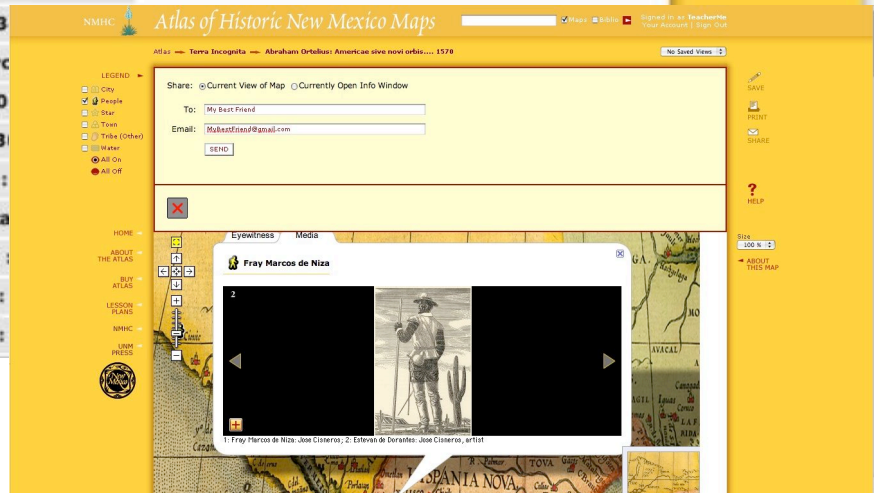 NMHC
Atlas of Historic New Mexico Maps
Maps Biblio
Signed in as TeacherMe
Your Account | Sign Out
Atlas Terra Incognita Abraham Ortelius: Americae sive novi orbis.... 1570
No Saved Views
LEGEND
City
People
Star
Town
Tribe (Other)
Water
All On
All Off
Share: Current View of Map Currently Open Info Window
To: My Best Friend
Email: MyBestFriend@gmail.com
SEND
SAVE
PRINT
SHARE
?
HELP
HOME
ABOUT
THE ATLAS
BUY
ATLAS
LESSON
PLANS
NMHC
UNM
PRESS
New Mexico
Size
100 %
ABOUT
THIS MAP
Eyewitness Media
Fray Marcos de Niza
2
1: Fray Marcos de Niza: Jose Cisneros; 2: Estevan de Dorantes: Jose Cisneros, artist
AVACAL
TOVA
HISPANIA NOVA